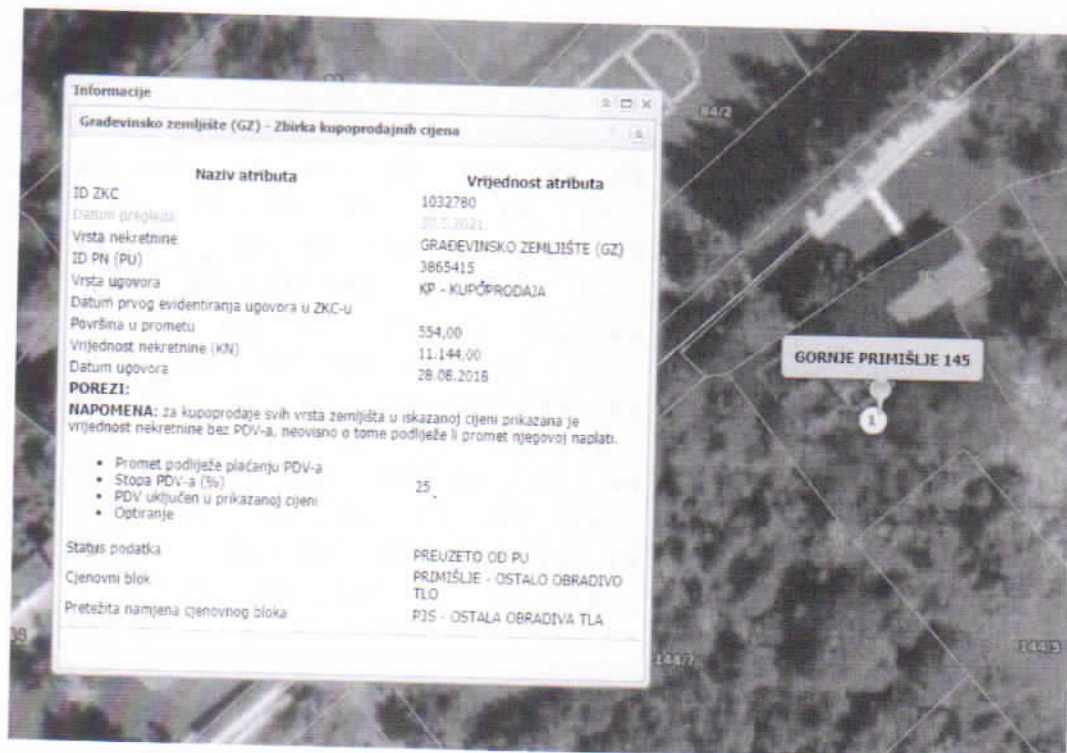 Informacije
Građevinsko zemljište (GZ) - Zbirka kupoprodajnih cijena
Naziv atributa Vrijednost atributa
ID ZKC 1032780
Datum pregleda
Vrsta nekretnine GRAĐEVINSKO ZEMLJIŠTE (GZ)
ID PN (PU) 3865415
Vrsta ugovora KP - KUPOPRODAJA
Datum prvog evidentiranja ugovora u ZKC-u
Površina u prometu 554,00
Vrijednost nekretnine (KN) 11.144,00
Datum ugovora
POREZI:
NAPOMENA: za kupoprodaje svih vrsta zemljišta u iskazanoj cijeni prikazana je
vrijednost nekretnine bez PDV-a, neovisno o tome podliježe li promet njegovoj naplati.
• Promet podliježe plaćanju PDV-a
• Stopa PDV-a (%) 25
• PDV uključen u prikazanoj cijeni
• Optiranje
Status podatka PREUZETO OD PU
Cjenovni blok PRIMIŠLJE - OSTALO OBRADIVO
TLO
Pretežita namjena cjenovnog bloka PJS - OSTALA OBRADIVA TLA
84/2
GORNJE PRIMIŠLJE 145
1
144/7
144/5